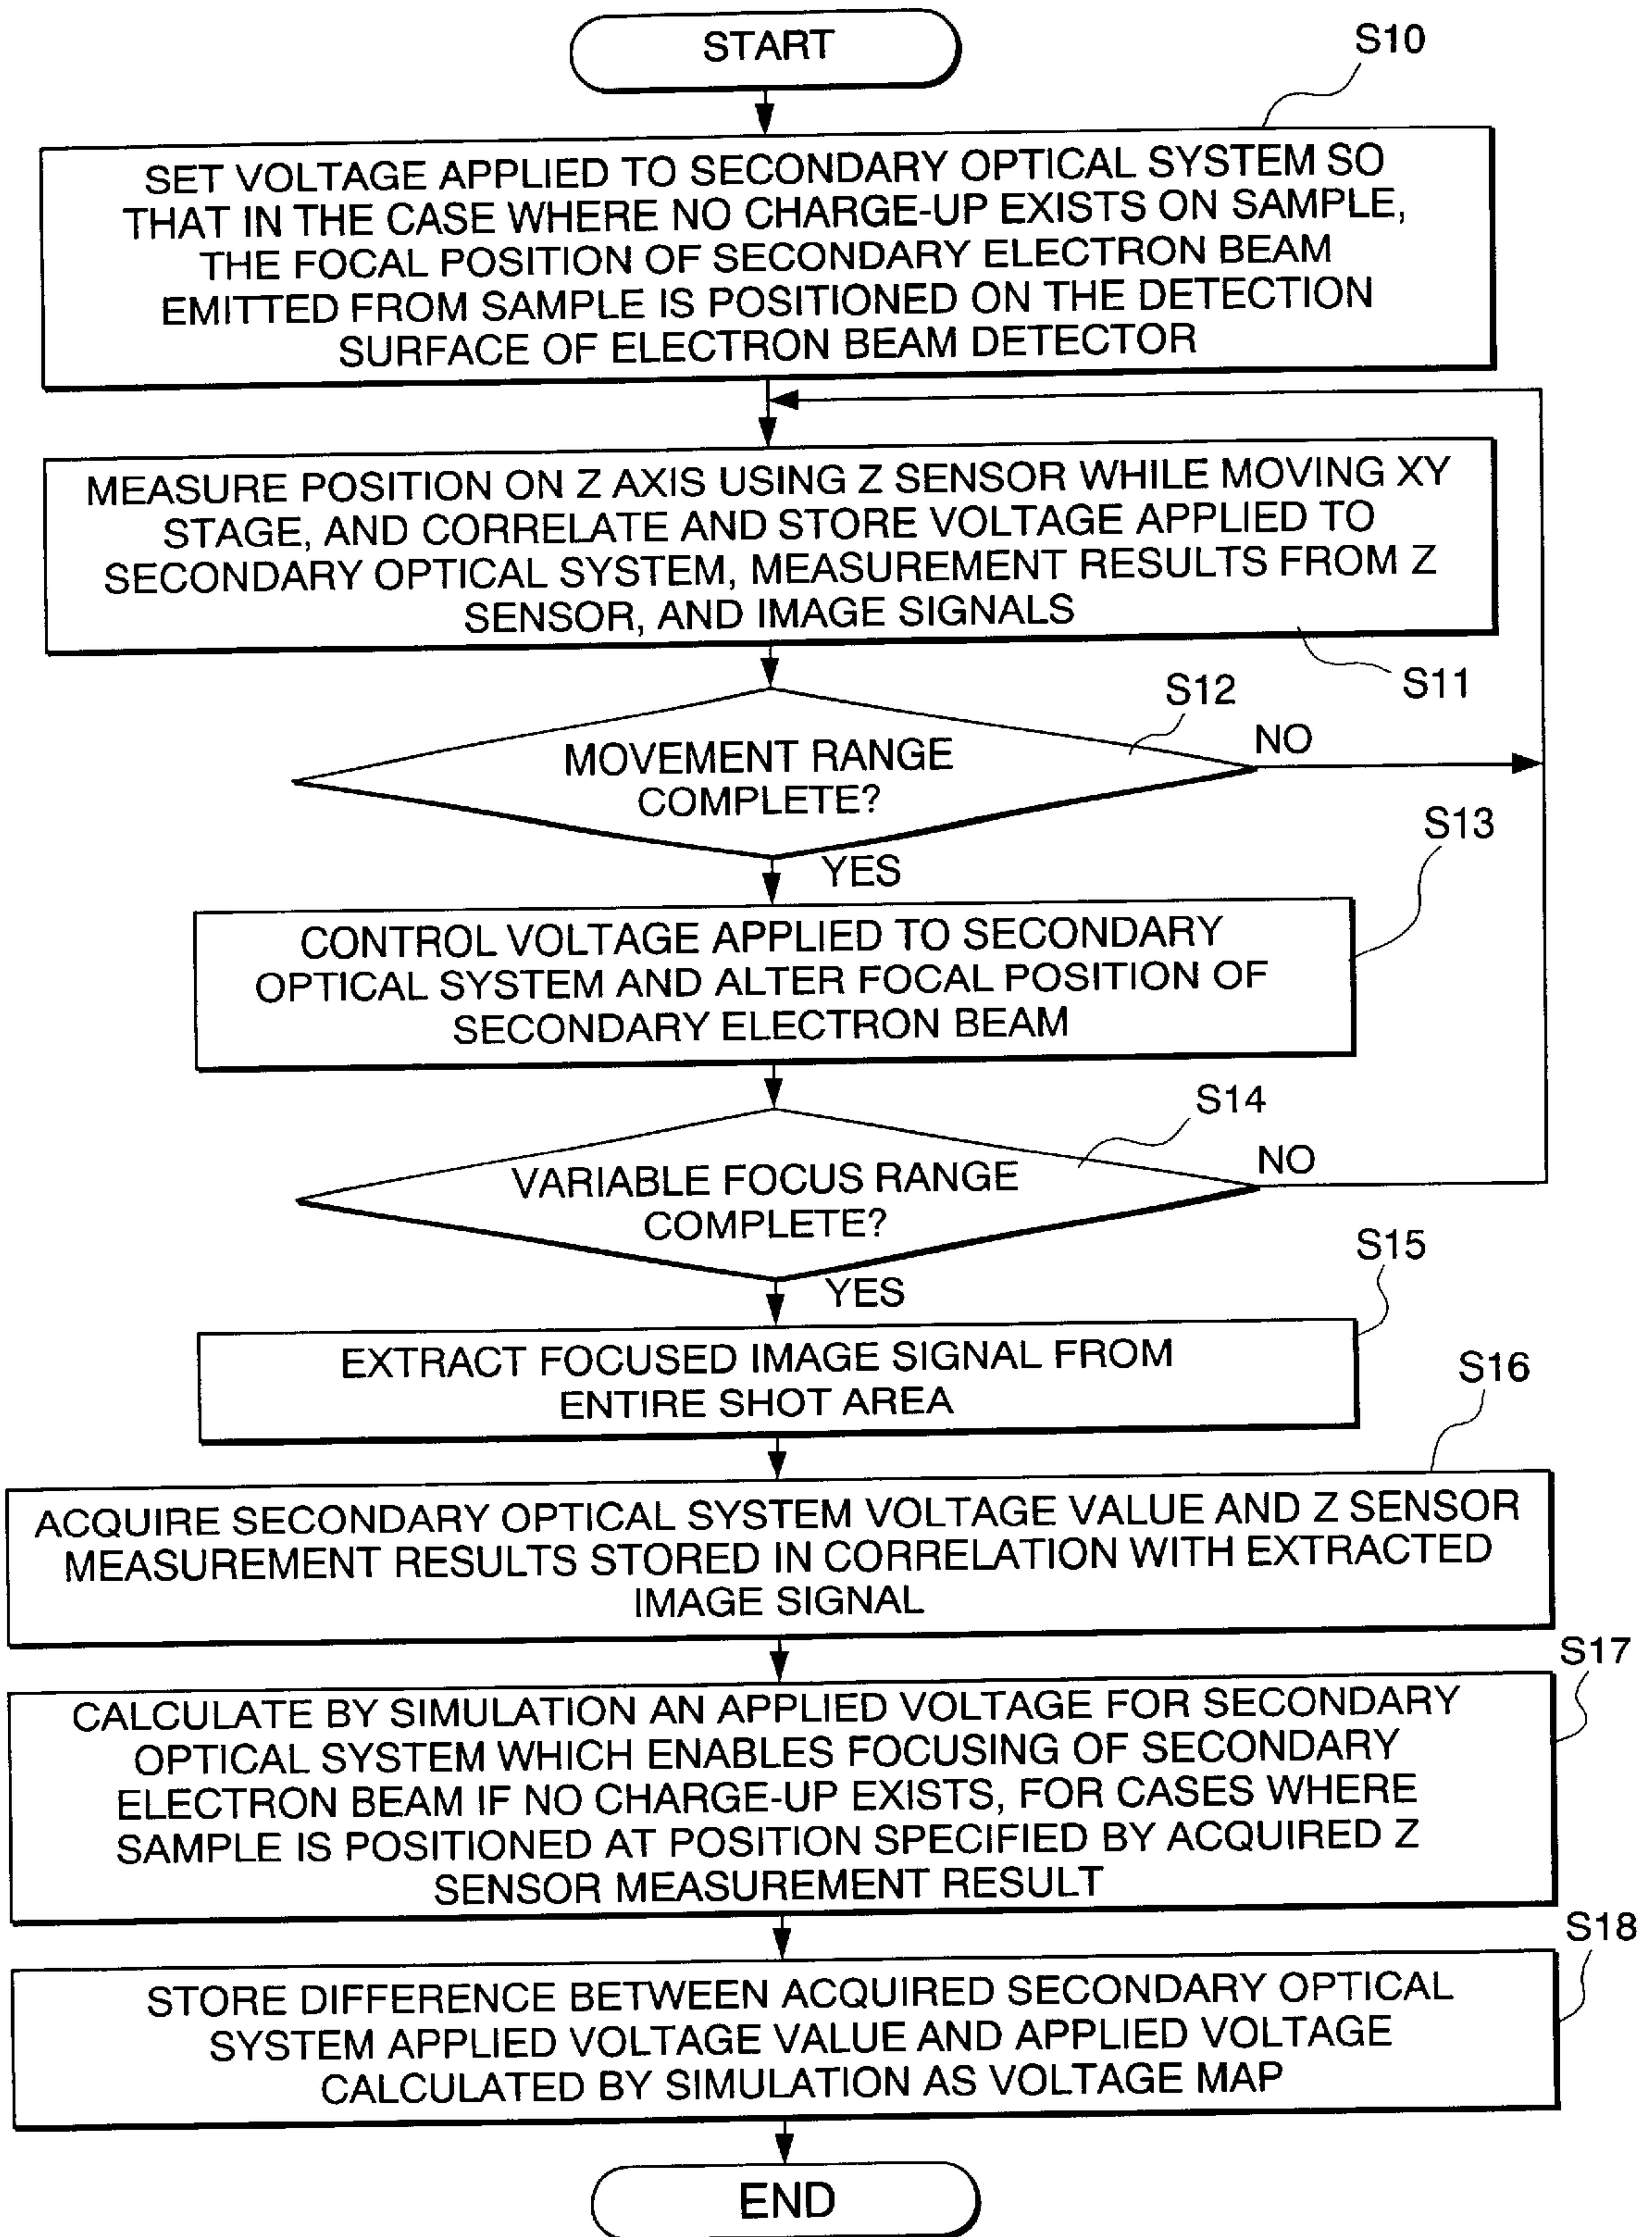 START
S10
SET VOLTAGE APPLIED TO SECONDARY OPTICAL SYSTEM SO
THAT IN THE CASE WHERE NO CHARGE-UP EXISTS ON SAMPLE,
THE FOCAL POSITION OF SECONDARY ELECTRON BEAM
EMITTED FROM SAMPLE IS POSITIONED ON THE DETECTION
SURFACE OF ELECTRON BEAM DETECTOR
MEASURE POSITION ON Z AXIS USING Z SENSOR WHILE MOVING XY
STAGE, AND CORRELATE AND STORE VOLTAGE APPLIED TO
SECONDARY OPTICAL SYSTEM, MEASUREMENT RESULTS FROM Z
SENSOR, AND IMAGE SIGNALS
S11
S12
MOVEMENT RANGE
COMPLETE?
NO
YES
S13
CONTROL VOLTAGE APPLIED TO SECONDARY
OPTICAL SYSTEM AND ALTER FOCAL POSITION OF
SECONDARY ELECTRON BEAM
S14
VARIABLE FOCUS RANGE
COMPLETE?
NO
YES
S15
EXTRACT FOCUSED IMAGE SIGNAL FROM
ENTIRE SHOT AREA
S16
ACQUIRE SECONDARY OPTICAL SYSTEM VOLTAGE VALUE AND Z SENSOR
MEASUREMENT RESULTS STORED IN CORRELATION WITH EXTRACTED
IMAGE SIGNAL
S17
CALCULATE BY SIMULATION AN APPLIED VOLTAGE FOR SECONDARY
OPTICAL SYSTEM WHICH ENABLES FOCUSING OF SECONDARY
ELECTRON BEAM IF NO CHARGE-UP EXISTS, FOR CASES WHERE
SAMPLE IS POSITIONED AT POSITION SPECIFIED BY ACQUIRED Z
SENSOR MEASUREMENT RESULT
S18
STORE DIFFERENCE BETWEEN ACQUIRED SECONDARY OPTICAL
SYSTEM APPLIED VOLTAGE VALUE AND APPLIED VOLTAGE
CALCULATED BY SIMULATION AS VOLTAGE MAP
END